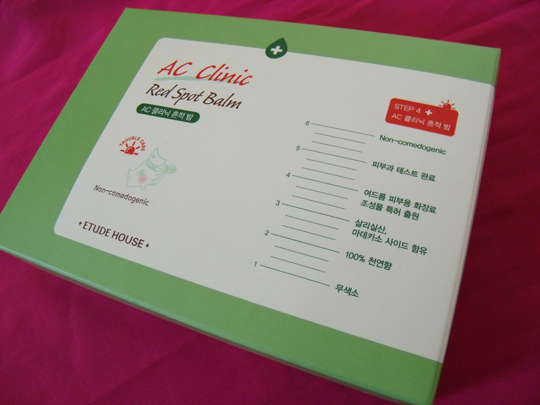 AC Clinic
Red Spot Balm
AC 클리닉 흔적 밤
TROUBLE CARE
Non-comedogenic
ETUDE HOUSE
STEP 4
AC 클리닉 흔적 밤
6 Non-comedogenic
5 피부과 테스트 완료
4 여드름 피부용 화장료
조성물 특허 출원
3 살리실산,
마데카소 사이드 함유
2 100% 천연향
1 무색소